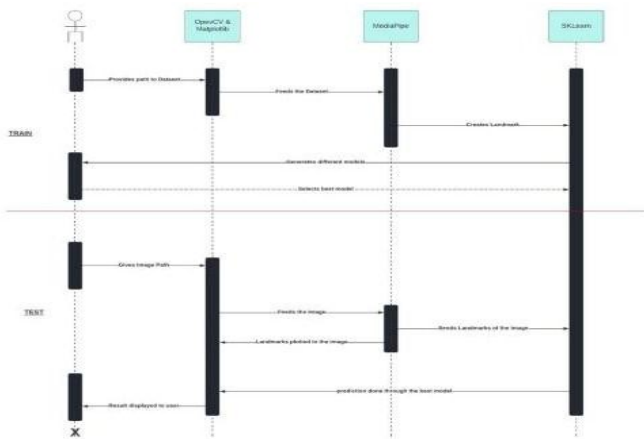 OpenCV &
Matplotlib
MediaPipe
SKLearn
Provides path to Dataset
Feeds the Dataset
Creates Landmark
TRAIN
Generates different models
Selects best model
Gives Image Path
TEST
Feeds the image
Sends Landmarks of the image
Landmarks plotted in the image
prediction done through the best model
Result displayed to user
X